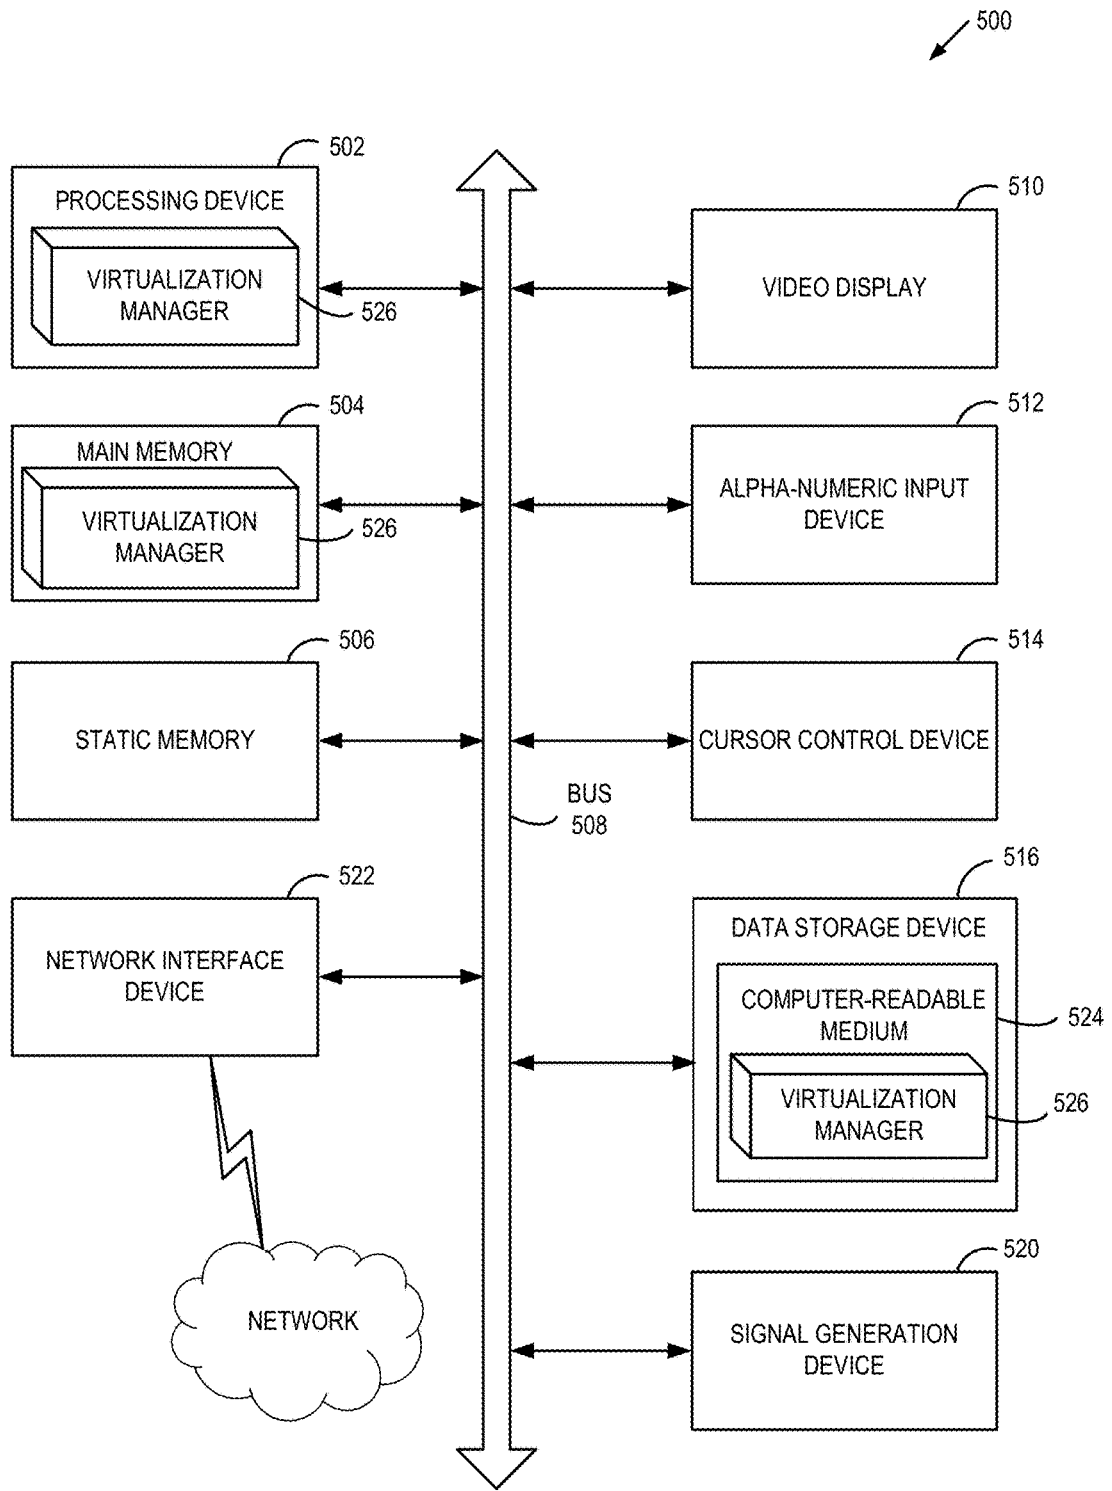 500
502
PROCESSING DEVICE
VIRTUALIZATION
MANAGER
526
504
MAIN MEMORY
VIRTUALIZATION
MANAGER
526
506
STATIC MEMORY
522
NETWORK INTERFACE
DEVICE
NETWORK
BUS
508
510
VIDEO DISPLAY
512
ALPHA-NUMERIC INPUT
DEVICE
514
CURSOR CONTROL DEVICE
516
DATA STORAGE DEVICE
COMPUTER-READABLE
MEDIUM
524
VIRTUALIZATION
MANAGER
526
520
SIGNAL GENERATION
DEVICE